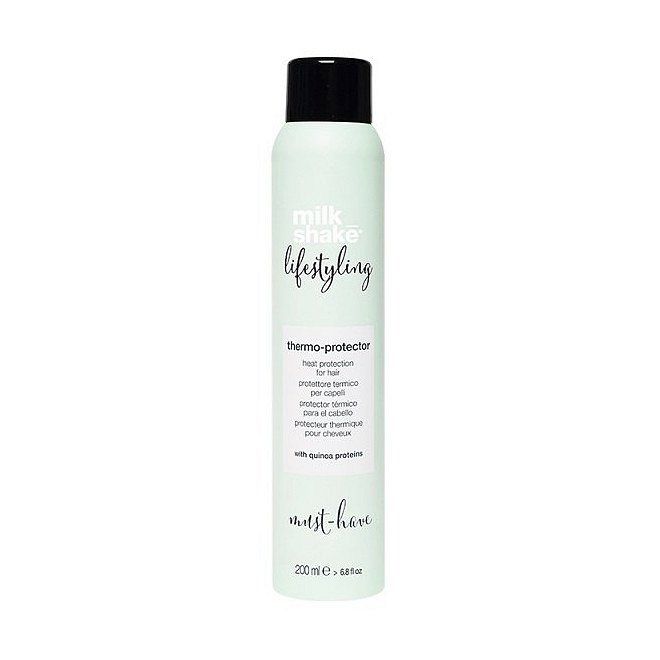 milk
shake
lifestyling
thermo-protector
heat protection
for hair
protettore termico
per capelli
protector térmico
para el cabello
protecteur thermique
pour cheveux
with quinoa proteins
must-have
200 ml e > 6.8 fl oz